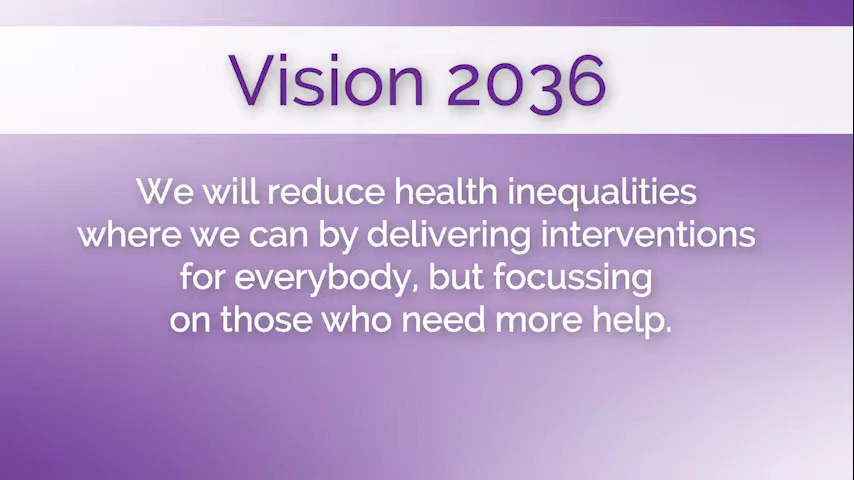 Vision 2036
We will reduce health inequalities
where we can by delivering interventions
for everybody, but focussing
on those who need more help.